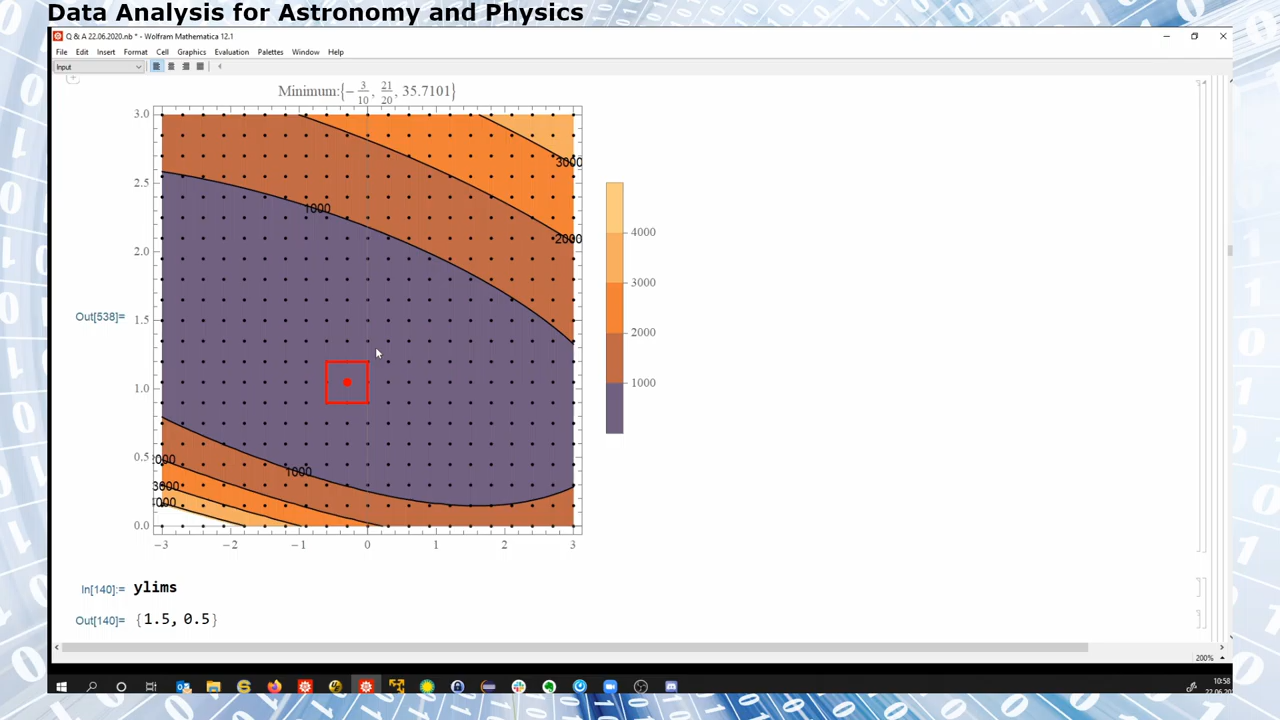 Data Analysis for Astronomy and Physics
Q & A 22.06.2020.nb * - Wolfram Mathematica 12.1
File Edit Insert Format Cell Graphics Evaluation Palettes Window Help
Input
Minimum:{- 3/10, 21/20, 35.7101}
3.0
3000
2.5
1000
4000
2.0
2000
3000
Out[538]=
1.5
2000
1.0
1000
0.5
1000
3000
0.0
-3 -2 -1 0 1 2 3
In[140]:= ylims
Out[140]= {1.5, 0.5}
200%
10:58